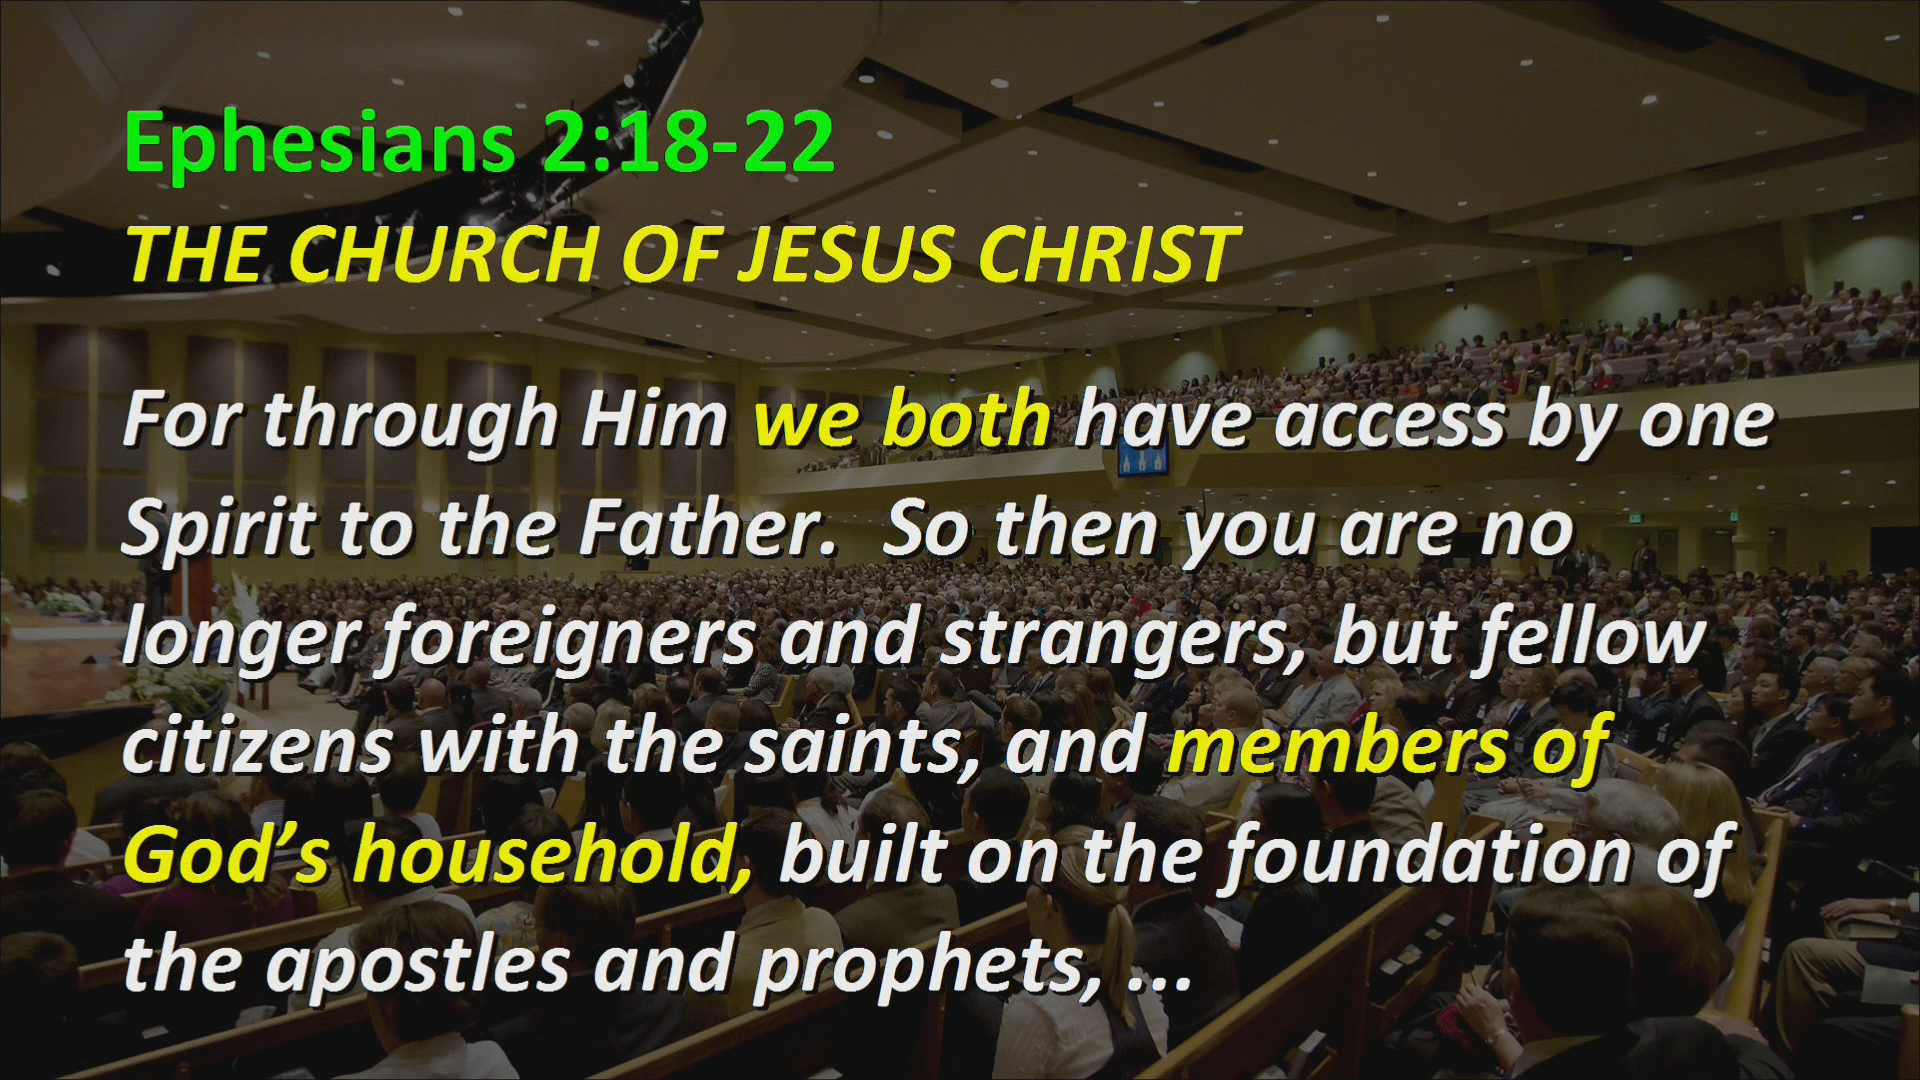 Ephesians 2:18-22
THE CHURCH OF JESUS CHRIST
For through Him we both have access by one
Spirit to the Father.  So then you are no
longer foreigners and strangers, but fellow
citizens with the saints, and members of
God’s household, built on the foundation of
the apostles and prophets, ...